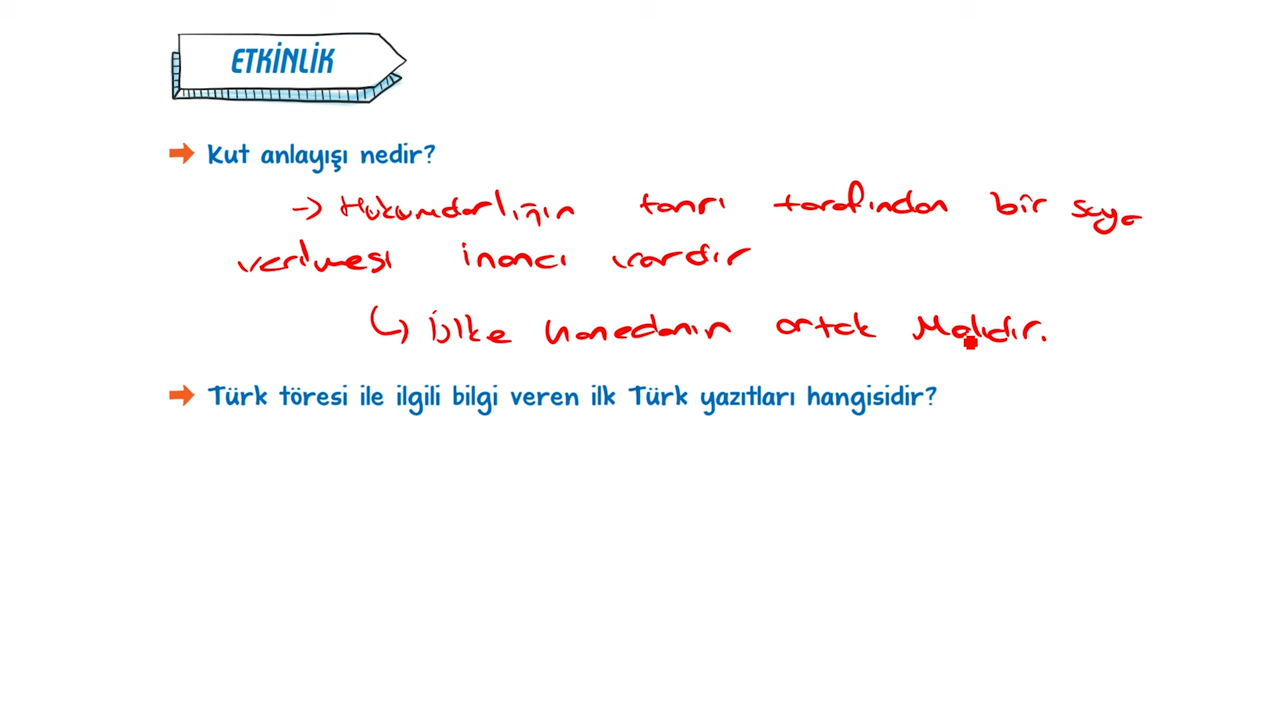 ETKİNLİK
Kut anlayışı nedir?
→ Hükümdarlığın tanrı tarafından bir soya
verilmesi inancı vardır
↳ Ülke hanedanın ortak Malıdır.
Türk töresi ile ilgili bilgi veren ilk Türk yazıtları hangisidir?